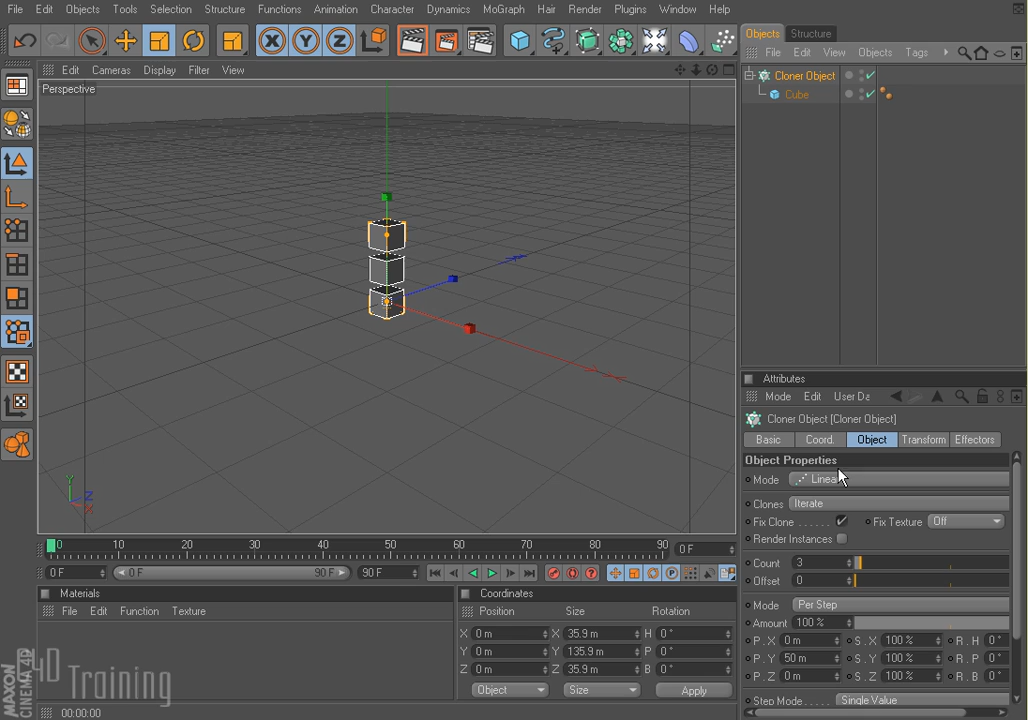 File Edit Objects Tools Selection Structure Functions Animation Character Dynamics MoGraph Hair Render Plugins Window Help
Edit Cameras Display Filter View
Perspective
Y
Z
X
0 10 20 30 40 50 60 70 80 90 0 F
0 F 0 F 90 F 90 F
Materials
File Edit Function Texture
Coordinates
Position Size Rotation
X 0 m X 35.9 m H 0 °
Y 0 m Y 135.9 m P 0 °
Z 0 m Z 35.9 m B 0 °
Object Size Apply
MAXON
CINEMA 4D
4D Training
00:00:00
Objects Structure
File Edit View Objects Tags
Cloner Object
Cube
Attributes
Mode Edit User Da
Cloner Object [Cloner Object]
Basic Coord. Object Transform Effectors
Object Properties
Mode Linea
Clones Iterate
Fix Clone Fix Texture Off
Render Instances
Count 3
Offset 0
Mode Per Step
Amount 100 %
P . X 0 m S . X 100 % R . H 0 °
P . Y 50 m S . Y 100 % R . P 0 °
P . Z 0 m S . Z 100 % R . B 0 °
Step Mode Single Value